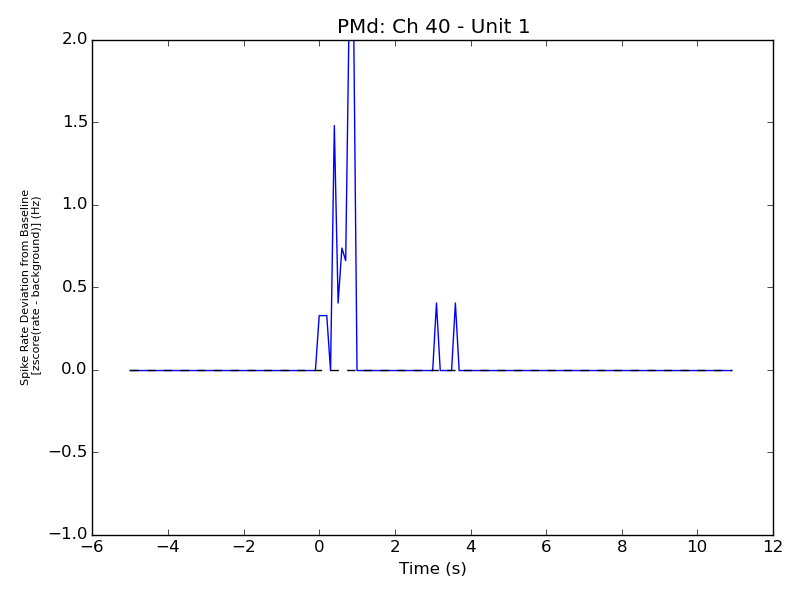 PMd: Ch 40 - Unit 1
2.0
1.5
1.0
0.5
0.0
−0.5
−1.0
Spike Rate Deviation from Baseline
[zscore(rate - background)] (Hz)
−6 −4 −2 0 2 4 6 8 10 12
Time (s)